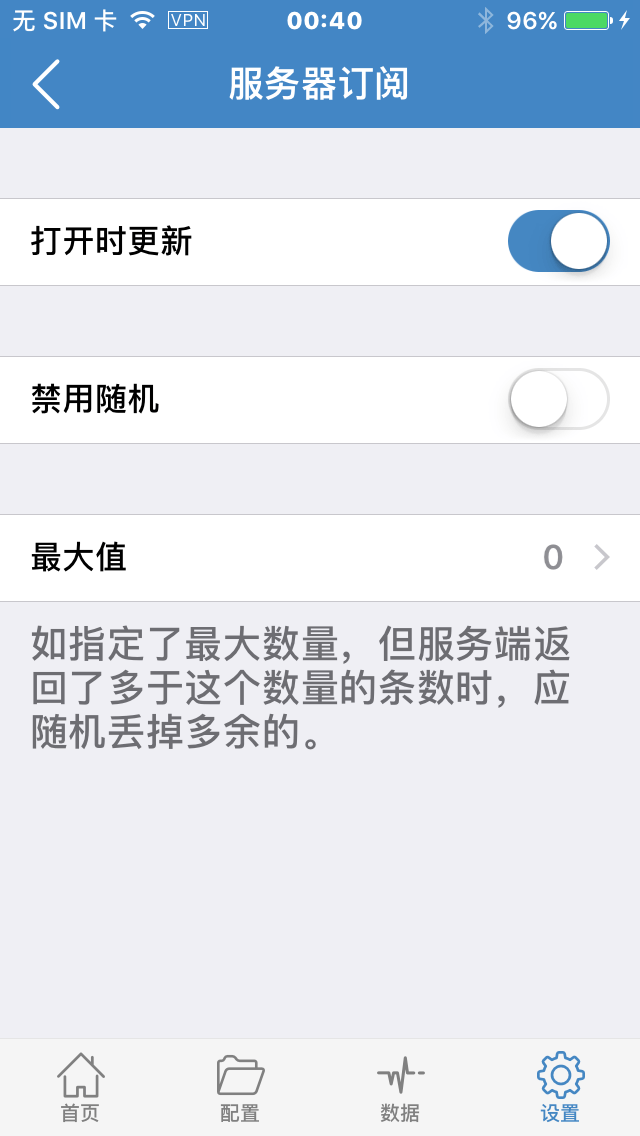 无 SIM 卡 VPN 00:40 96%
服务器订阅
打开时更新
禁用随机
最大值 0
如指定了最大数量，但服务端返
回了多于这个数量的条数时，应
随机丢掉多余的。
首页 配置 数据 设置